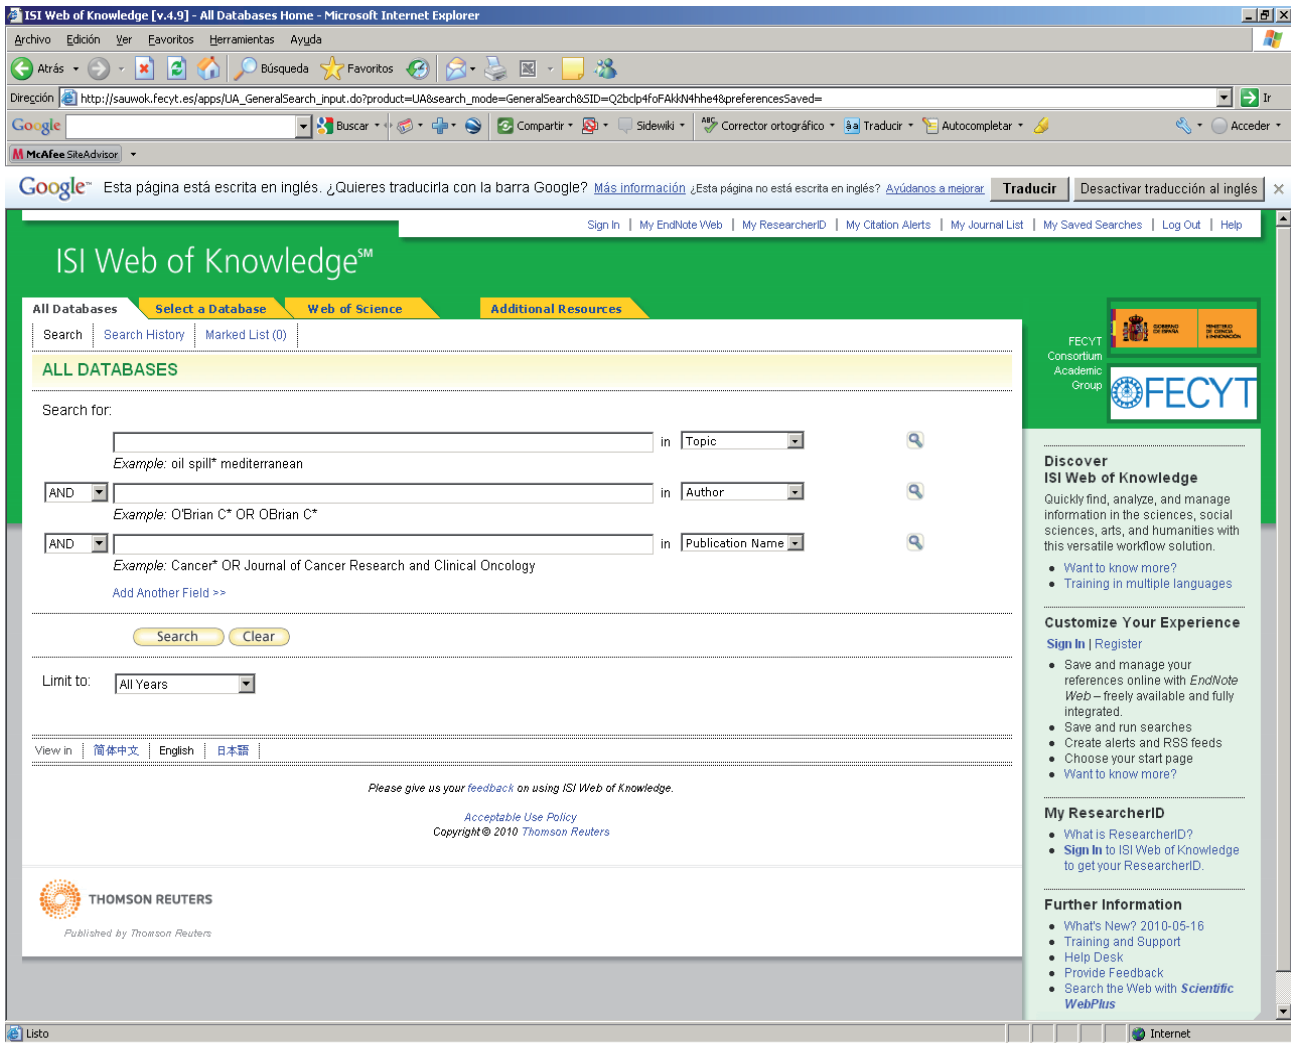 ISI Web of Knowledge [v.4.9] - All Databases Home - Microsoft Internet Explorer
Archivo Edición Ver Favoritos Herramientas Ayuda
Atrás Búsqueda Favoritos
Dirección http://sauwok.fecyt.es/apps/UA_GeneralSearch_input.do?product=UA&search_mode=GeneralSearch&SID=Q2bclp4foFAkkN4hhe4&preferencesSaved= Ir
Google Buscar Compartir Sidewiki Corrector ortográfico Traducir Autocompletar Acceder
McAfee SiteAdvisor
Google Esta página está escrita en inglés. ¿Quieres traducirla con la barra Google? Más información ¿Esta página no está escrita en inglés? Ayúdanos a mejorar Traducir Desactivar traducción al inglés
Sign In | My EndNote Web | My ResearcherID | My Citation Alerts | My Journal List | My Saved Searches | Log Out | Help
ISI Web of Knowledge℠
All Databases Select a Database Web of Science Additional Resources
Search Search History Marked List (0)
ALL DATABASES
Search for:
in Topic
Example: oil spill* mediterranean
AND in Author
Example: O'Brian C* OR OBrian C*
AND in Publication Name
Example: Cancer* OR Journal of Cancer Research and Clinical Oncology
Add Another Field >>
Search Clear
Limit to: All Years
View in 简体中文 English 日本語
Please give us your feedback on using ISI Web of Knowledge.
Acceptable Use Policy
Copyright © 2010 Thomson Reuters
THOMSON REUTERS
Published by Thomson Reuters
FECYT
Consortium
Academic
Group
GOBIERNO
DE ESPAÑA
MINISTERIO
DE CIENCIA
E INNOVACIÓN
FECYT
Discover
ISI Web of Knowledge
Quickly find, analyze, and manage
information in the sciences, social
sciences, arts, and humanities with
this versatile workflow solution.
Want to know more?
Training in multiple languages
Customize Your Experience
Sign In | Register
Save and manage your
references online with EndNote
Web – freely available and fully
integrated.
Save and run searches
Create alerts and RSS feeds
Choose your start page
Want to know more?
My ResearcherID
What is ResearcherID?
Sign In to ISI Web of Knowledge
to get your ResearcherID.
Further Information
What's New? 2010-05-16
Training and Support
Help Desk
Provide Feedback
Search the Web with Scientific
WebPlus
Listo Internet